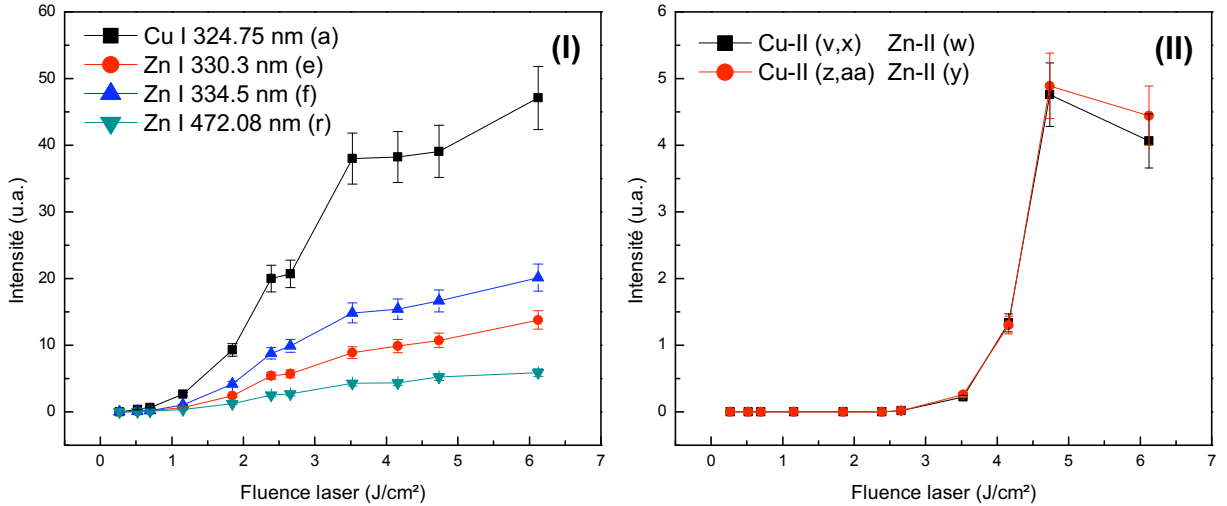 60
50
40
30
20
10
0
Intensité (u.a.)
Cu I 324.75 nm (a)
Zn I 330.3 nm (e)
Zn I 334.5 nm (f)
Zn I 472.08 nm (r)
(I)
0 1 2 3 4 5 6 7
Fluence laser (J/cm²)
6
5
4
3
2
1
0
Intensité (u.a.)
Cu-II (v,x) Zn-II (w)
Cu-II (z,aa) Zn-II (y)
(II)
0 1 2 3 4 5 6 7
Fluence laser (J/cm²)